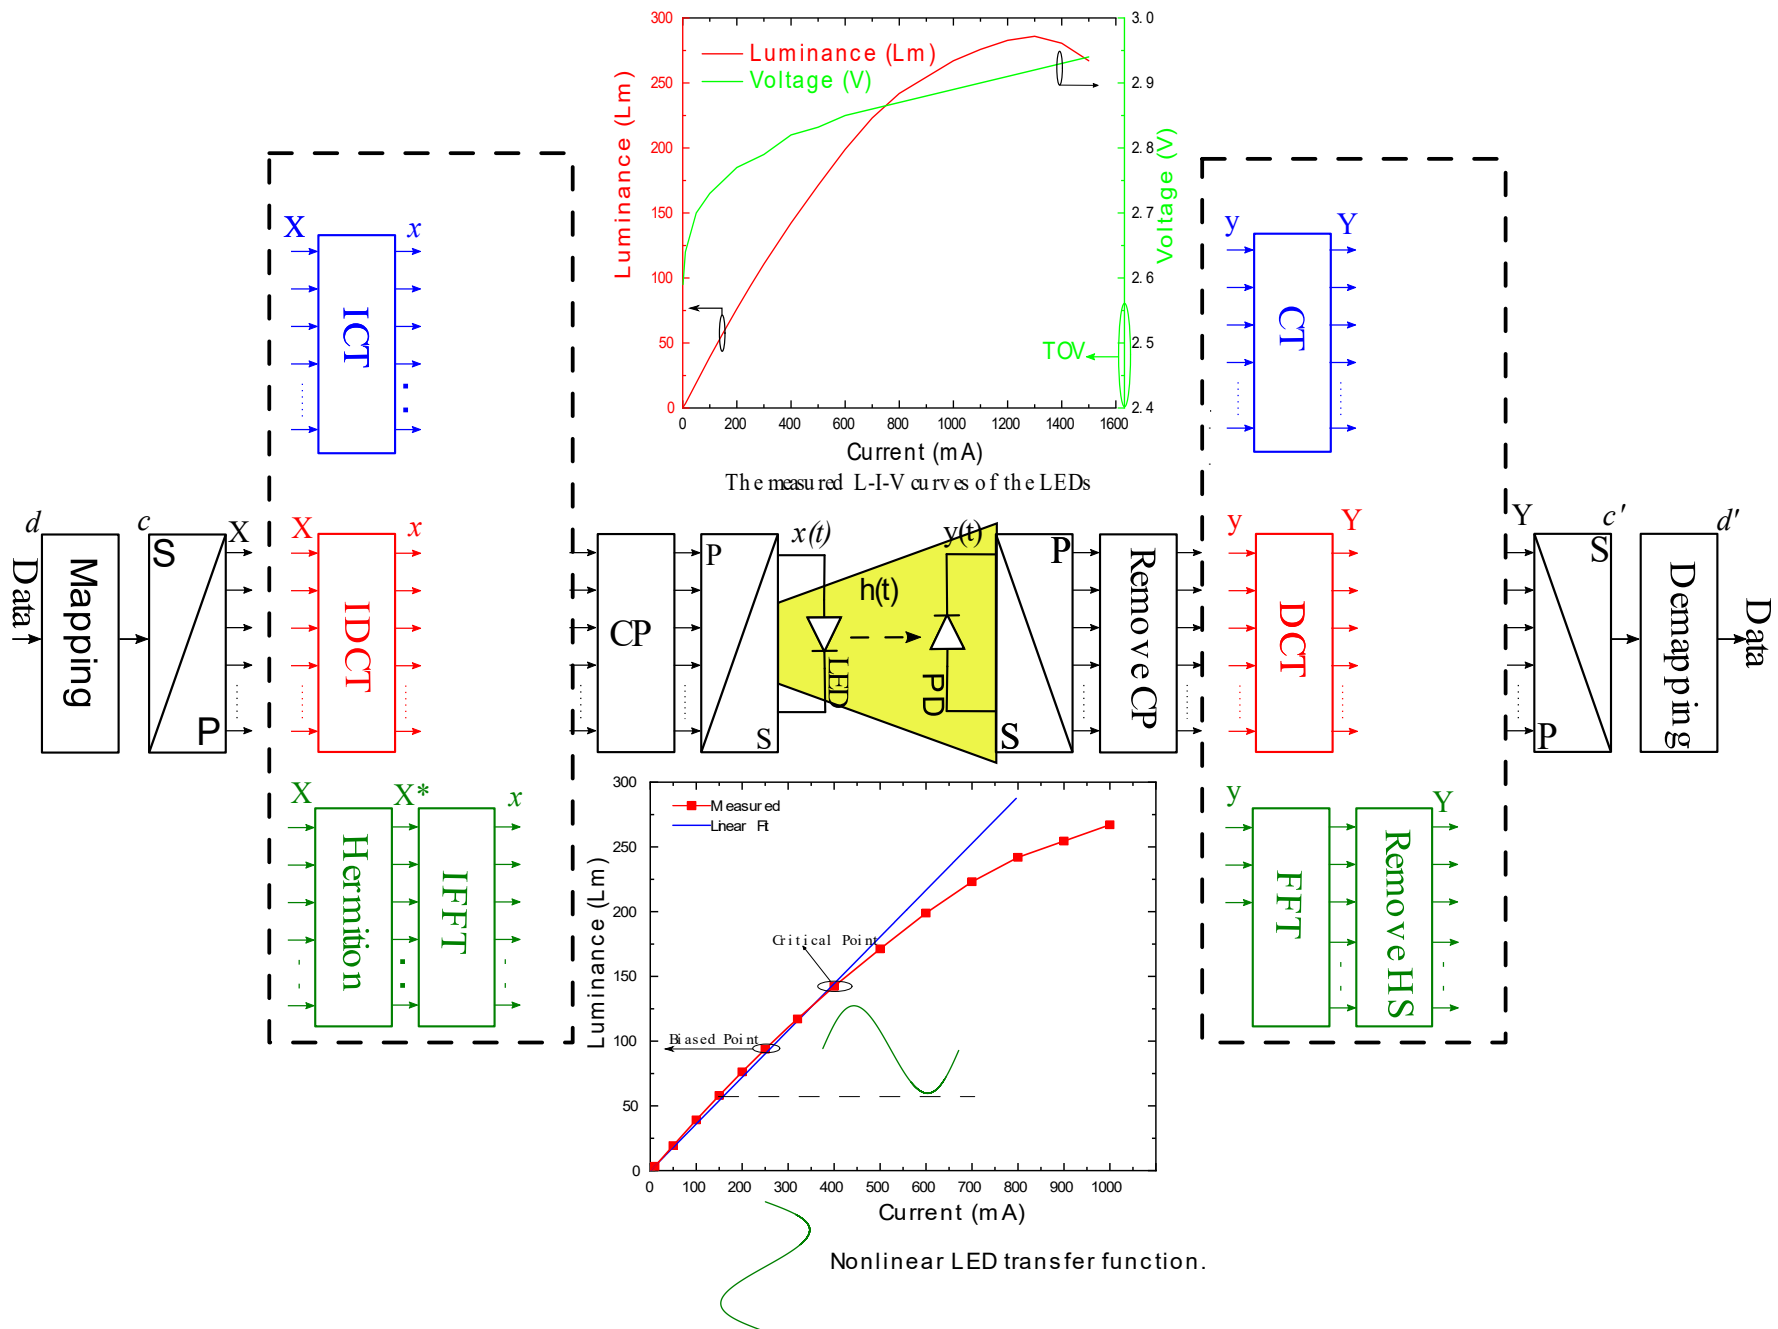 300
250
200
150
100
50
0
Luminance (Lm)
Luminance (Lm)
Voltage (V)
3.0
2.9
2.8
2.7
2.6
2.5
2.4
Voltage (V)
TOV
0 200 400 600 800 1000 1200 1400 1600
Current (mA)
The measured L-I-V curves of the LEDs
X x
ICT
y Y
CT
d
Data
Mapping
c
S
P
X
X x
IDCT
CP
P
S
x(t)
h(t)
LED
y(t)
PD
P
S
Remove CP
y Y
DCT
Y
S
P
c'
Demapping
d'
Data
X X* x
Hermition
IFFT
y Y
FFT
Remove HS
300
250
200
150
100
50
0
Luminance (Lm)
Measured
Linear Fit
Critical Point
Biased Point
0 100 200 300 400 500 600 700 800 900 1000
Current (mA)
Nonlinear LED transfer function.